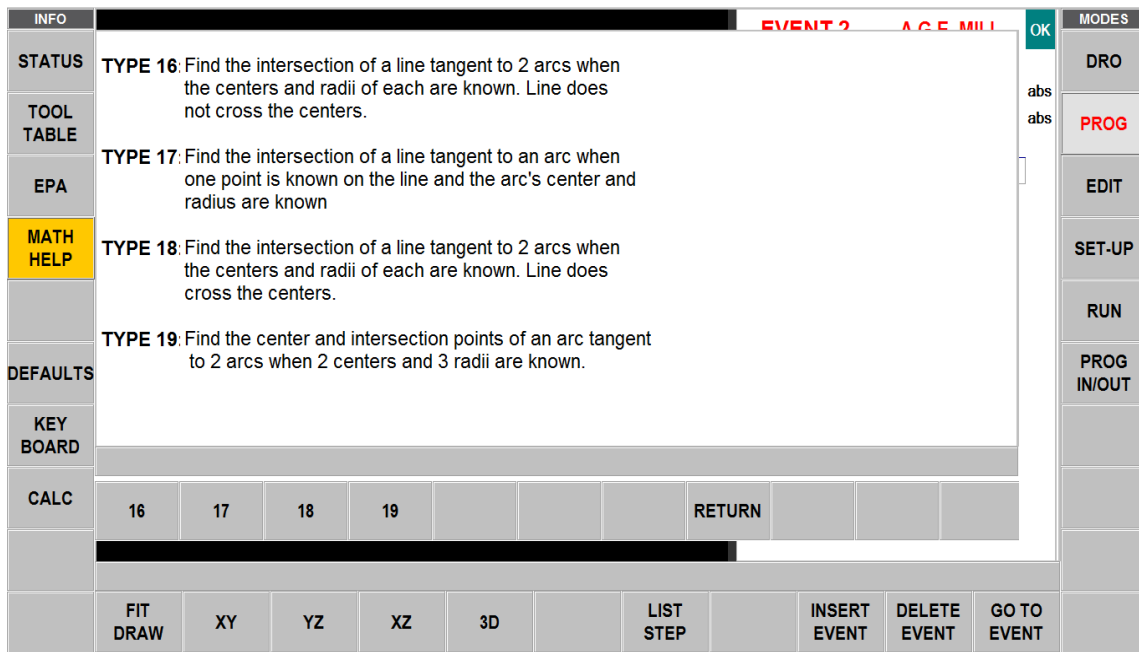 INFO
MODES
EVENT 2 A.G.E. MILL
OK
STATUS
TOOL
TABLE
EPA
MATH
HELP
DEFAULTS
KEY
BOARD
CALC
TYPE 16: Find the intersection of a line tangent to 2 arcs when
the centers and radii of each are known. Line does
not cross the centers.
TYPE 17: Find the intersection of a line tangent to an arc when
one point is known on the line and the arc's center and
radius are known
TYPE 18: Find the intersection of a line tangent to 2 arcs when
the centers and radii of each are known. Line does
cross the centers.
TYPE 19: Find the center and intersection points of an arc tangent
to 2 arcs when 2 centers and 3 radii are known.
abs
abs
DRO
PROG
EDIT
SET-UP
RUN
PROG
IN/OUT
16 17 18 19 RETURN
FIT
DRAW
XY
YZ
XZ
3D
LIST
STEP
INSERT
EVENT
DELETE
EVENT
GO TO
EVENT